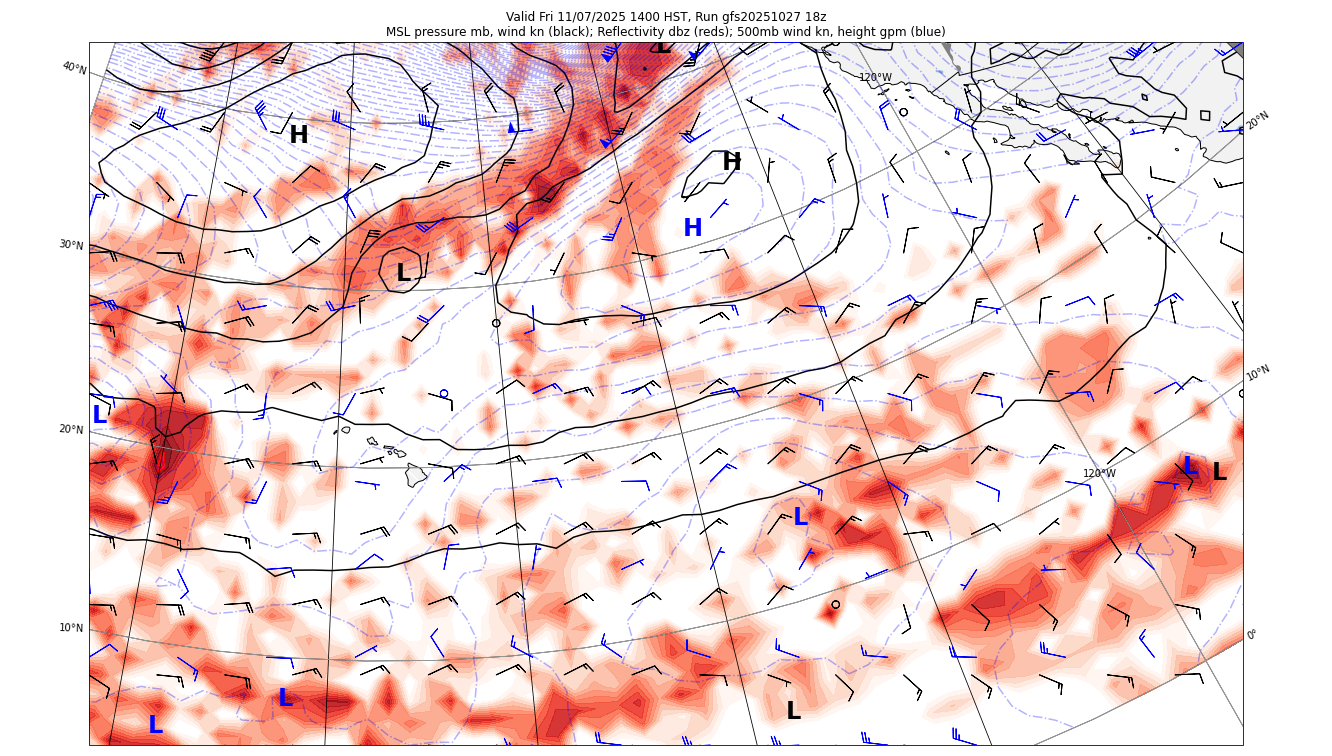 Valid Fri 11/07/2025 1400 HST, Run gfs20251027 18z
MSL pressure mb, wind kn (black); Reflectivity dbz (reds); 500mb wind kn, height gpm (blue)
L
40°N
120°W
20°N
H
H
H
30°N
L
10°N
L
20°N
120°W
L
L
L
10°N
0°
L
L
L